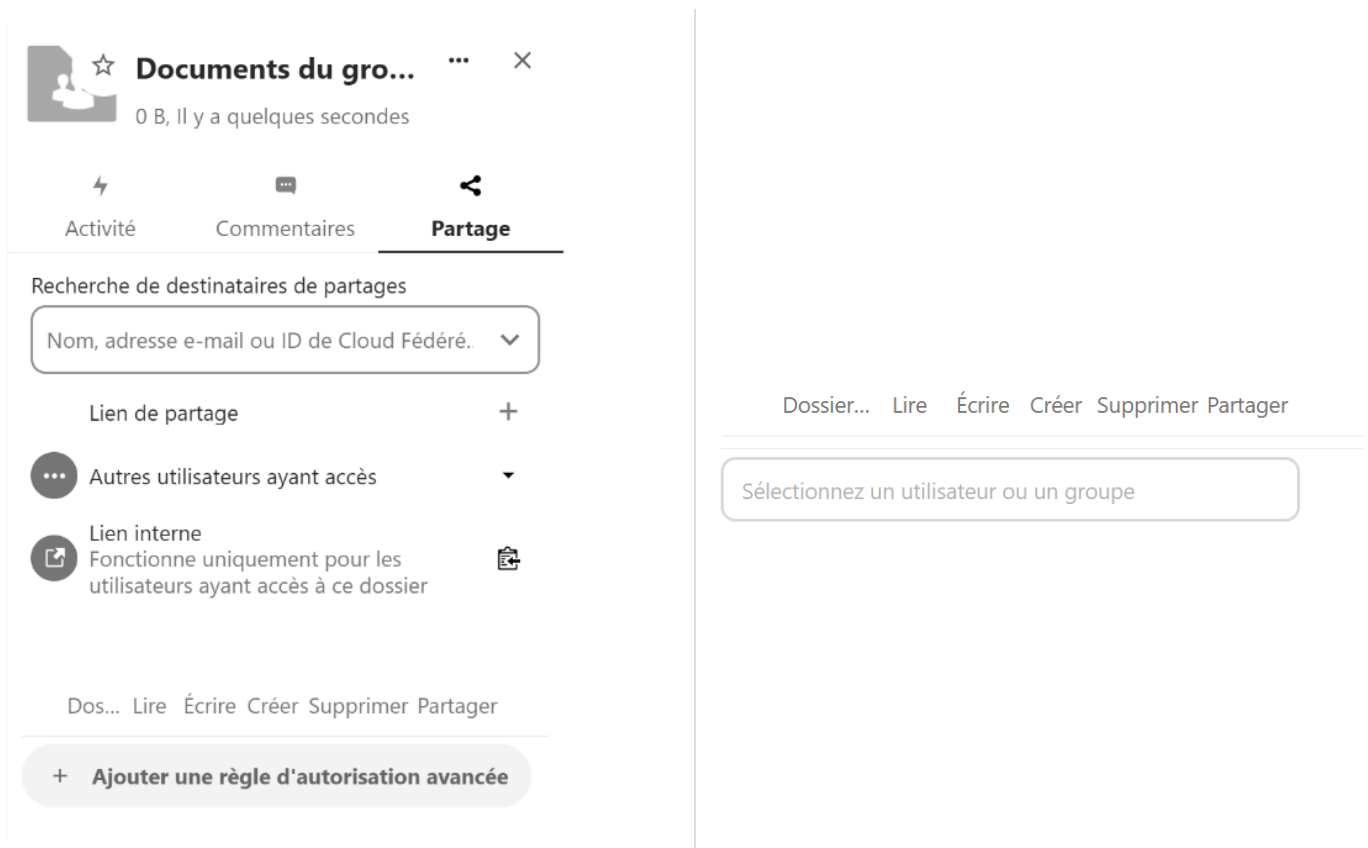 Documents du gro...
0 B, Il y a quelques secondes
Activité Commentaires Partage
Recherche de destinataires de partages
Nom, adresse e-mail ou ID de Cloud Fédéré..
Lien de partage
Autres utilisateurs ayant accès
Lien interne
Fonctionne uniquement pour les
utilisateurs ayant accès à ce dossier
Dos... Lire Écrire Créer Supprimer Partager
+ Ajouter une règle d'autorisation avancée
Dossier... Lire Écrire Créer Supprimer Partager
Sélectionnez un utilisateur ou un groupe